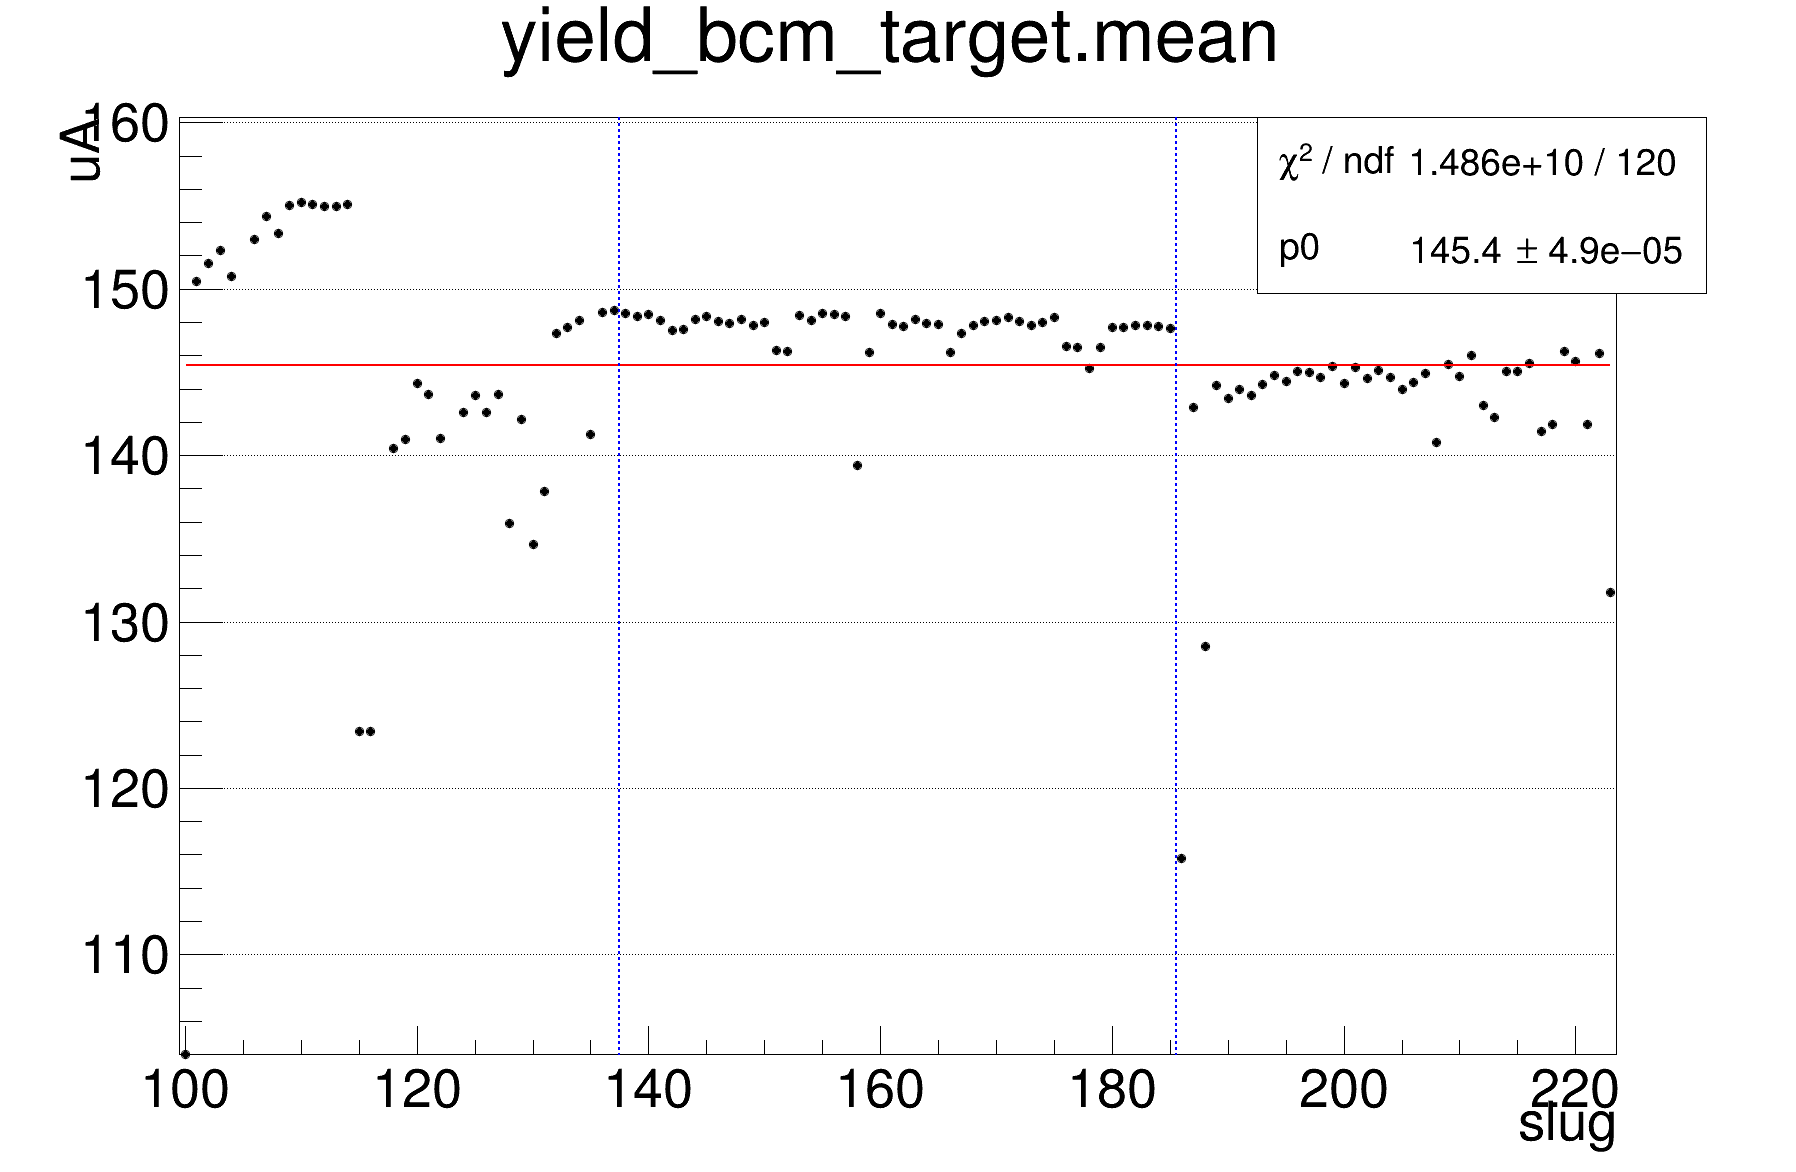 yield_bcm_target.mean
uA
160
150
140
130
120
110
χ² / ndf 1.486e+10 / 120
p0 145.4 ± 4.9e−05
100 120 140 160 180 200 220
slug